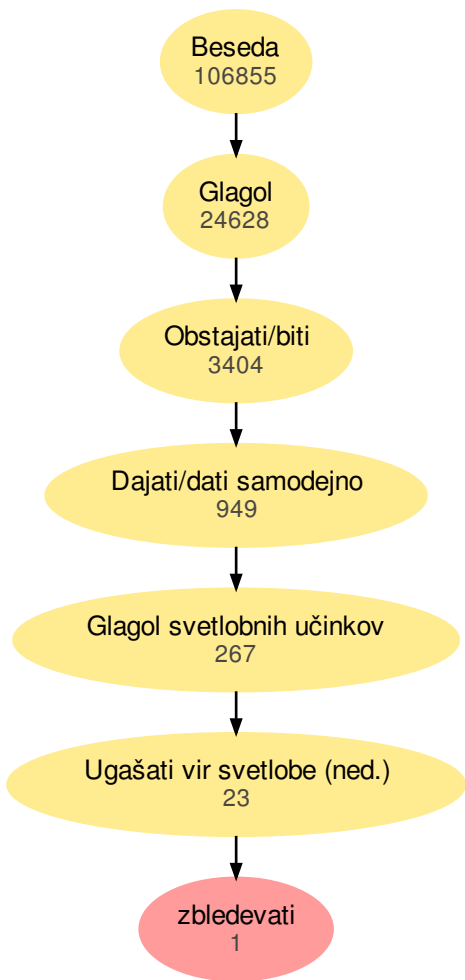 Beseda
106855
Glagol
24628
Obstajati/biti
3404
Dajati/dati samodejno
949
Glagol svetlobnih učinkov
267
Ugašati vir svetlobe (ned.)
23
zbledevati
1